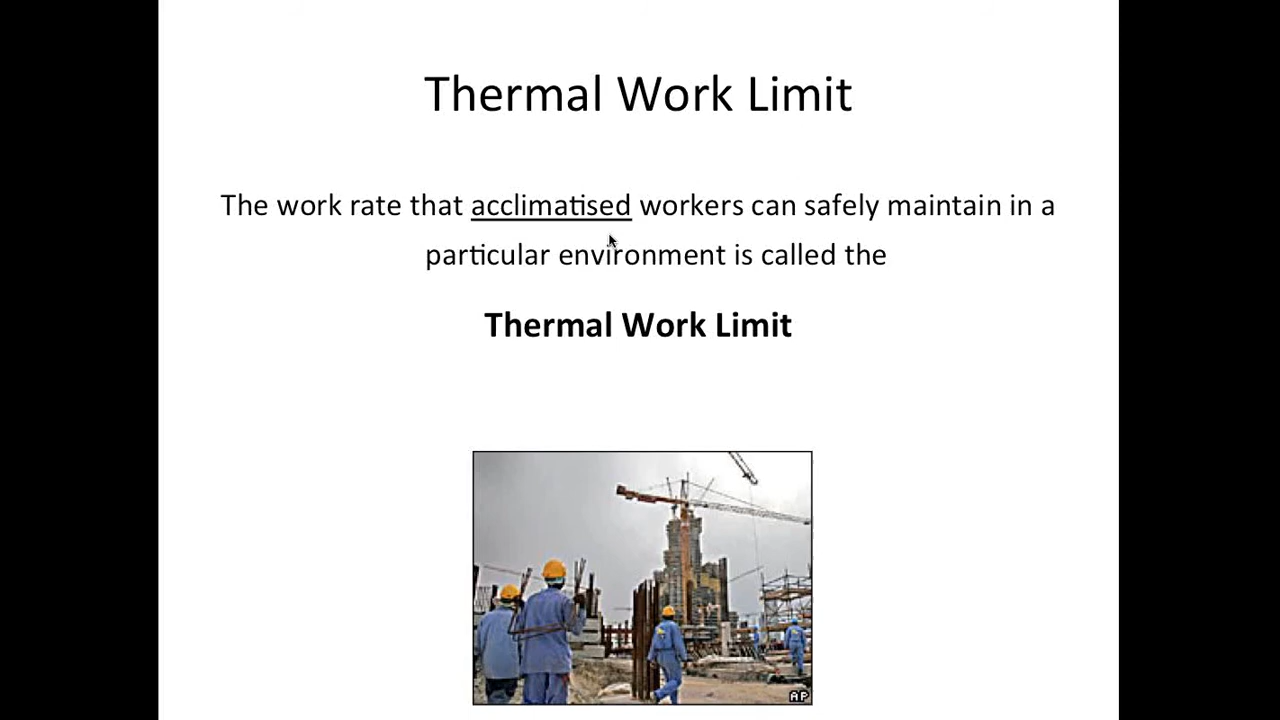 Thermal Work Limit
The work rate that acclimatised workers can safely maintain in a
particular environment is called the
Thermal Work Limit
AP